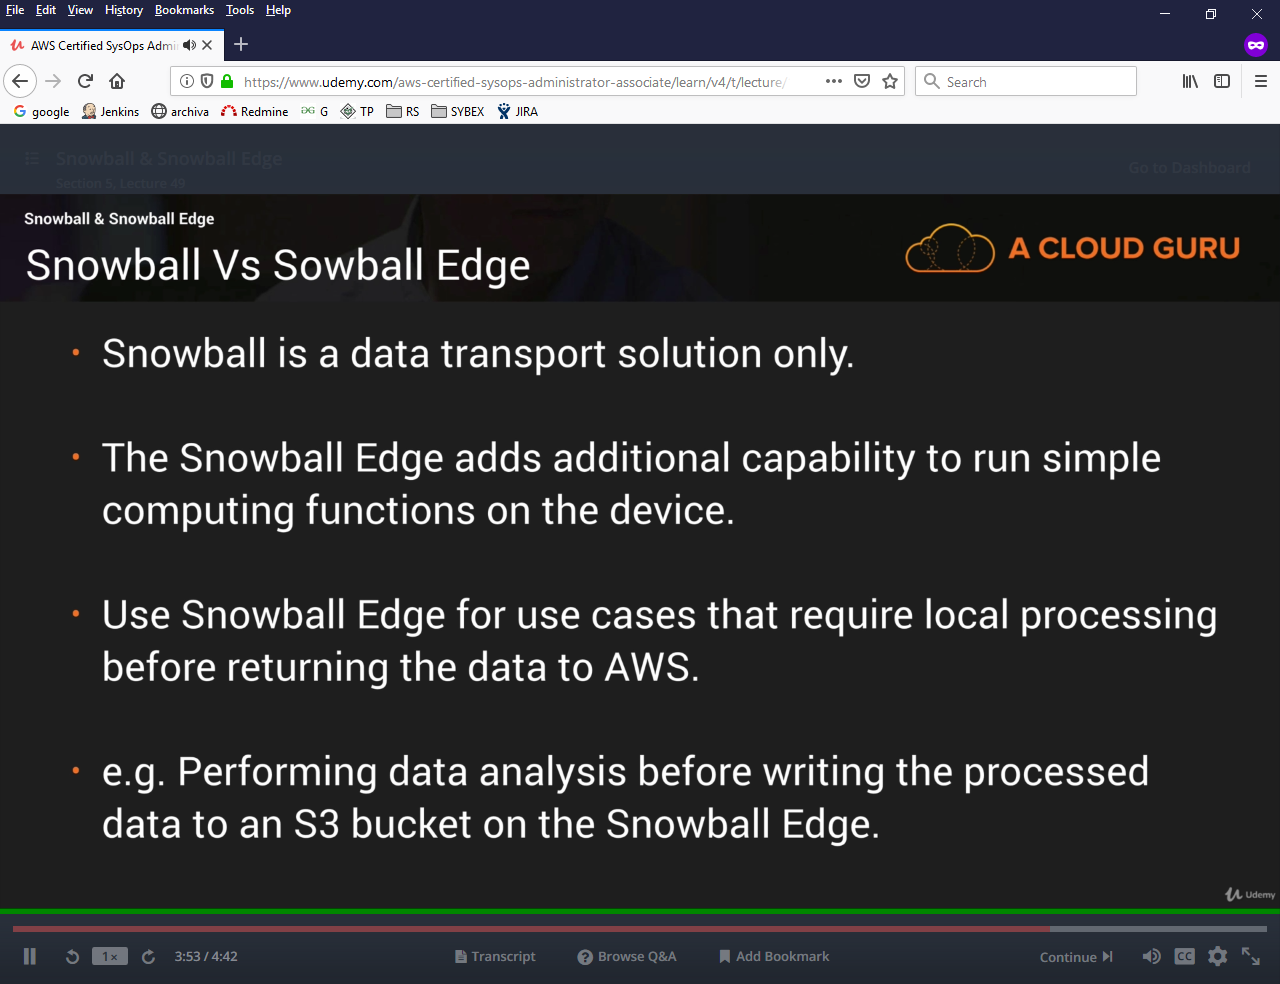 File Edit View History Bookmarks Tools Help
AWS Certified SysOps Admi
https://www.udemy.com/aws-certified-sysops-administrator-associate/learn/v4/t/lecture/
Search
google Jenkins archiva Redmine G TP RS SYBEX JIRA
Snowball & Snowball Edge
Section 5, Lecture 49
Go to Dashboard
Snowball & Snowball Edge
Snowball Vs Sowball Edge
A CLOUD GURU
• Snowball is a data transport solution only.
• The Snowball Edge adds additional capability to run simple
computing functions on the device.
• Use Snowball Edge for use cases that require local processing
before returning the data to AWS.
• e.g. Performing data analysis before writing the processed
data to an S3 bucket on the Snowball Edge.
Udemy
1x 3:53 / 4:42 Transcript Browse Q&A Add Bookmark Continue CC